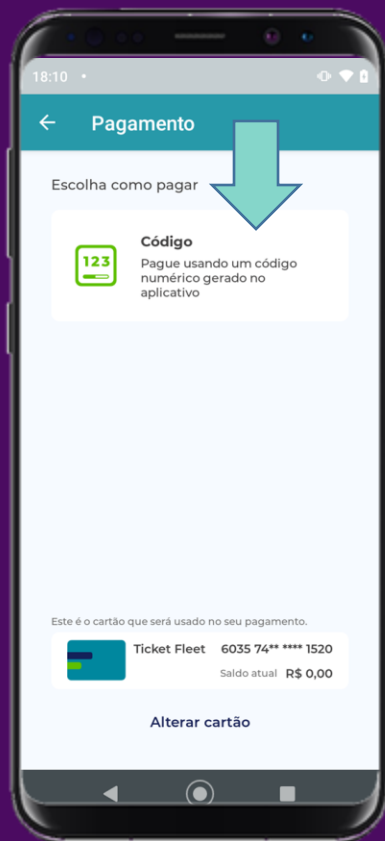 18:10
Pagamento
Escolha como pagar
123
Código
Pague usando um código
numérico gerado no
aplicativo
Este é o cartão que será usado no seu pagamento.
Ticket Fleet 6035 74** **** 1520
Saldo atual R$ 0,00
Alterar cartão